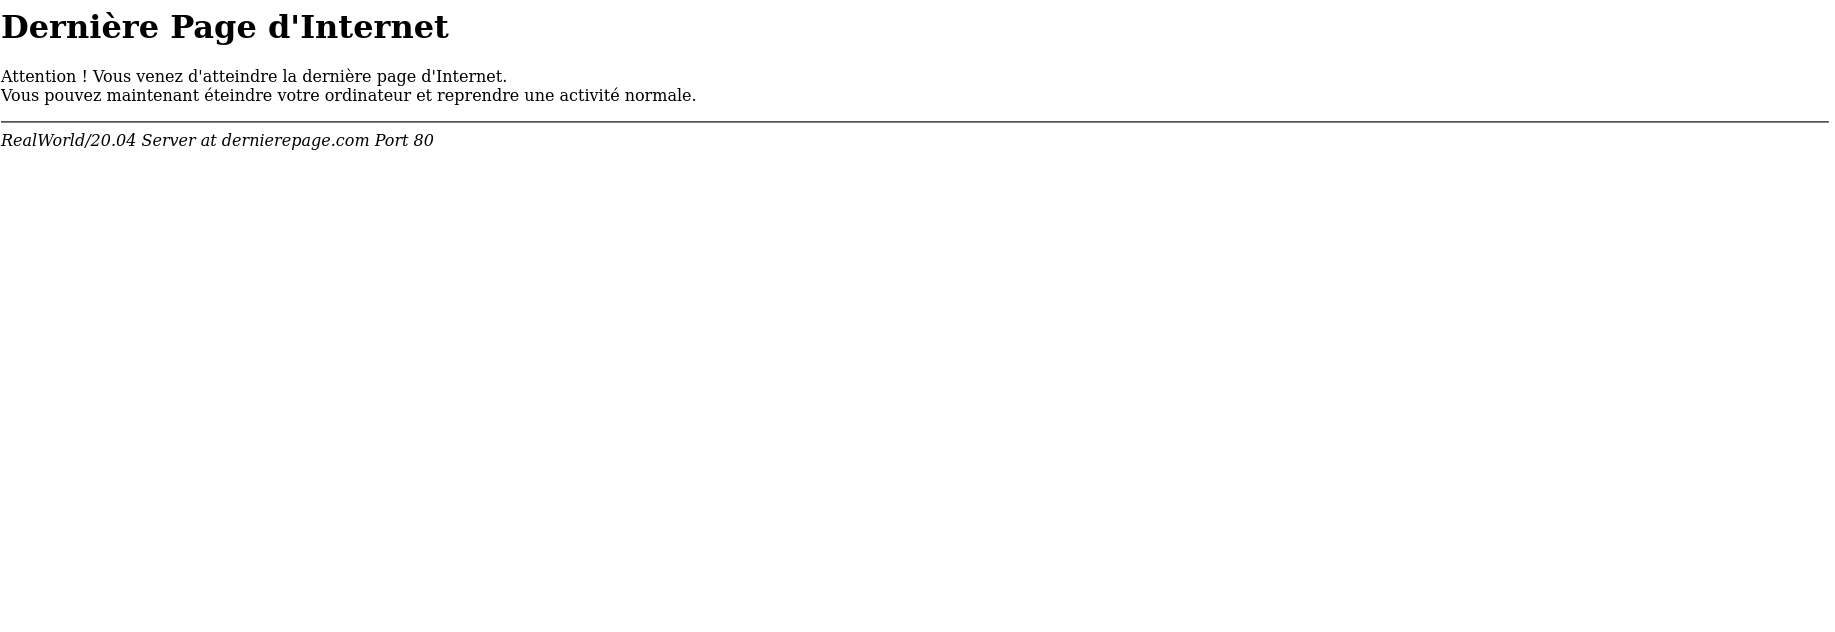 Dernière Page d'Internet
Attention ! Vous venez d'atteindre la dernière page d'Internet.
Vous pouvez maintenant éteindre votre ordinateur et reprendre une activité normale.
RealWorld/20.04 Server at dernierepage.com Port 80